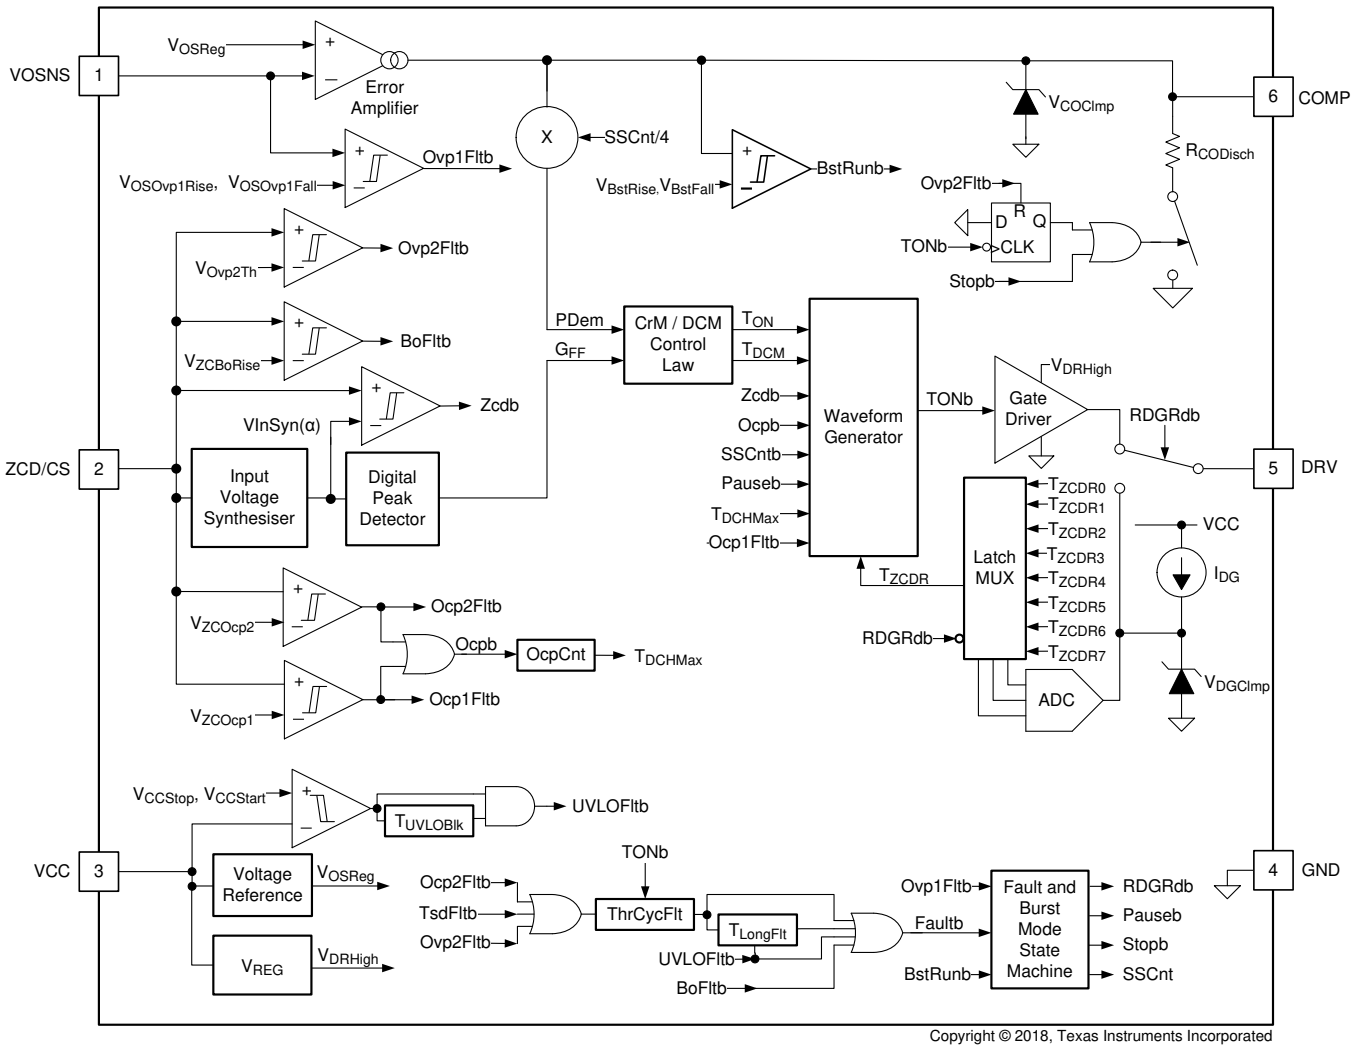 VOSNS
1
VOSReg
+
−
Error
Amplifier
+
−
Ovp1Fltb
VOSOvp1Rise, VOSOvp1Fall
X
SSCnt/4
+
−
VBstRise,VBstFall
BstRunb
VCOClmp
6
COMP
RCODisch
Ovp2Fltb
R
D
Q
CLK
TONb
Stopb
+
−
Ovp2Fltb
VOvp2Th
+
−
BoFltb
VZCBoRise
+
−
Zcdb
VInSyn(α)
ZCD/CS
2
Input
Voltage
Synthesiser
Digital
Peak
Detector
PDem
GFF
CrM / DCM
Control
Law
TON
TDCM
Zcdb
Ocpb
SSCntb
Pauseb
TDCHMax
Ocp1Fltb
Waveform
Generator
TONb
Gate
Driver
VDRHigh
RDGRdb
5
DRV
TZCDR
Latch
MUX
RDGRdb
TZCDR0
TZCDR1
TZCDR2
TZCDR3
TZCDR4
TZCDR5
TZCDR6
TZCDR7
ADC
VCC
IDG
VDGClmp
+
−
Ocp2Fltb
VZCOcp2
Ocpb
OcpCnt
TDCHMax
+
−
Ocp1Fltb
VZCOcp1
VCCStop, VCCStart
+
−
TUVLOBlk
UVLOFltb
VCC
3
Voltage
Reference
VOSReg
VREG
VDRHigh
TONb
Ocp2Fltb
TsdFltb
Ovp2Fltb
ThrCycFlt
TLongFlt
UVLOFltb
BoFltb
Faultb
Ovp1Fltb
BstRunb
Fault and
Burst
Mode
State
Machine
RDGRdb
Pauseb
Stopb
SSCnt
4
GND
Copyright © 2018, Texas Instruments Incorporated